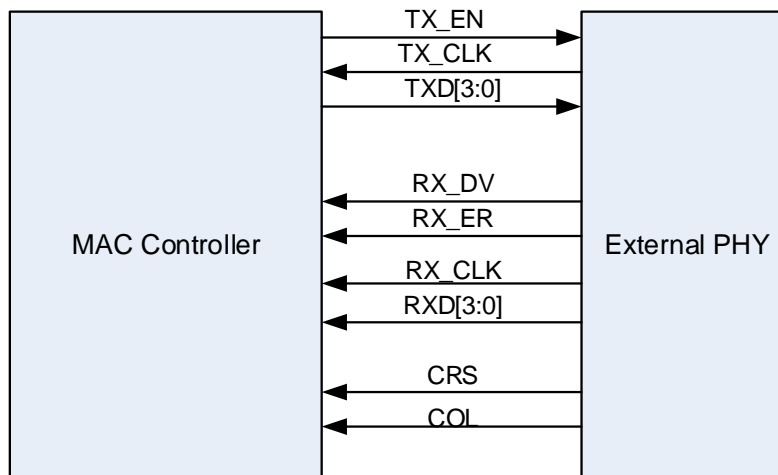 TX_EN
TX_CLK
TXD[3:0]
RX_DV
RX_ER
MAC Controller
External PHY
RX_CLK
RXD[3:0]
CRS
COL